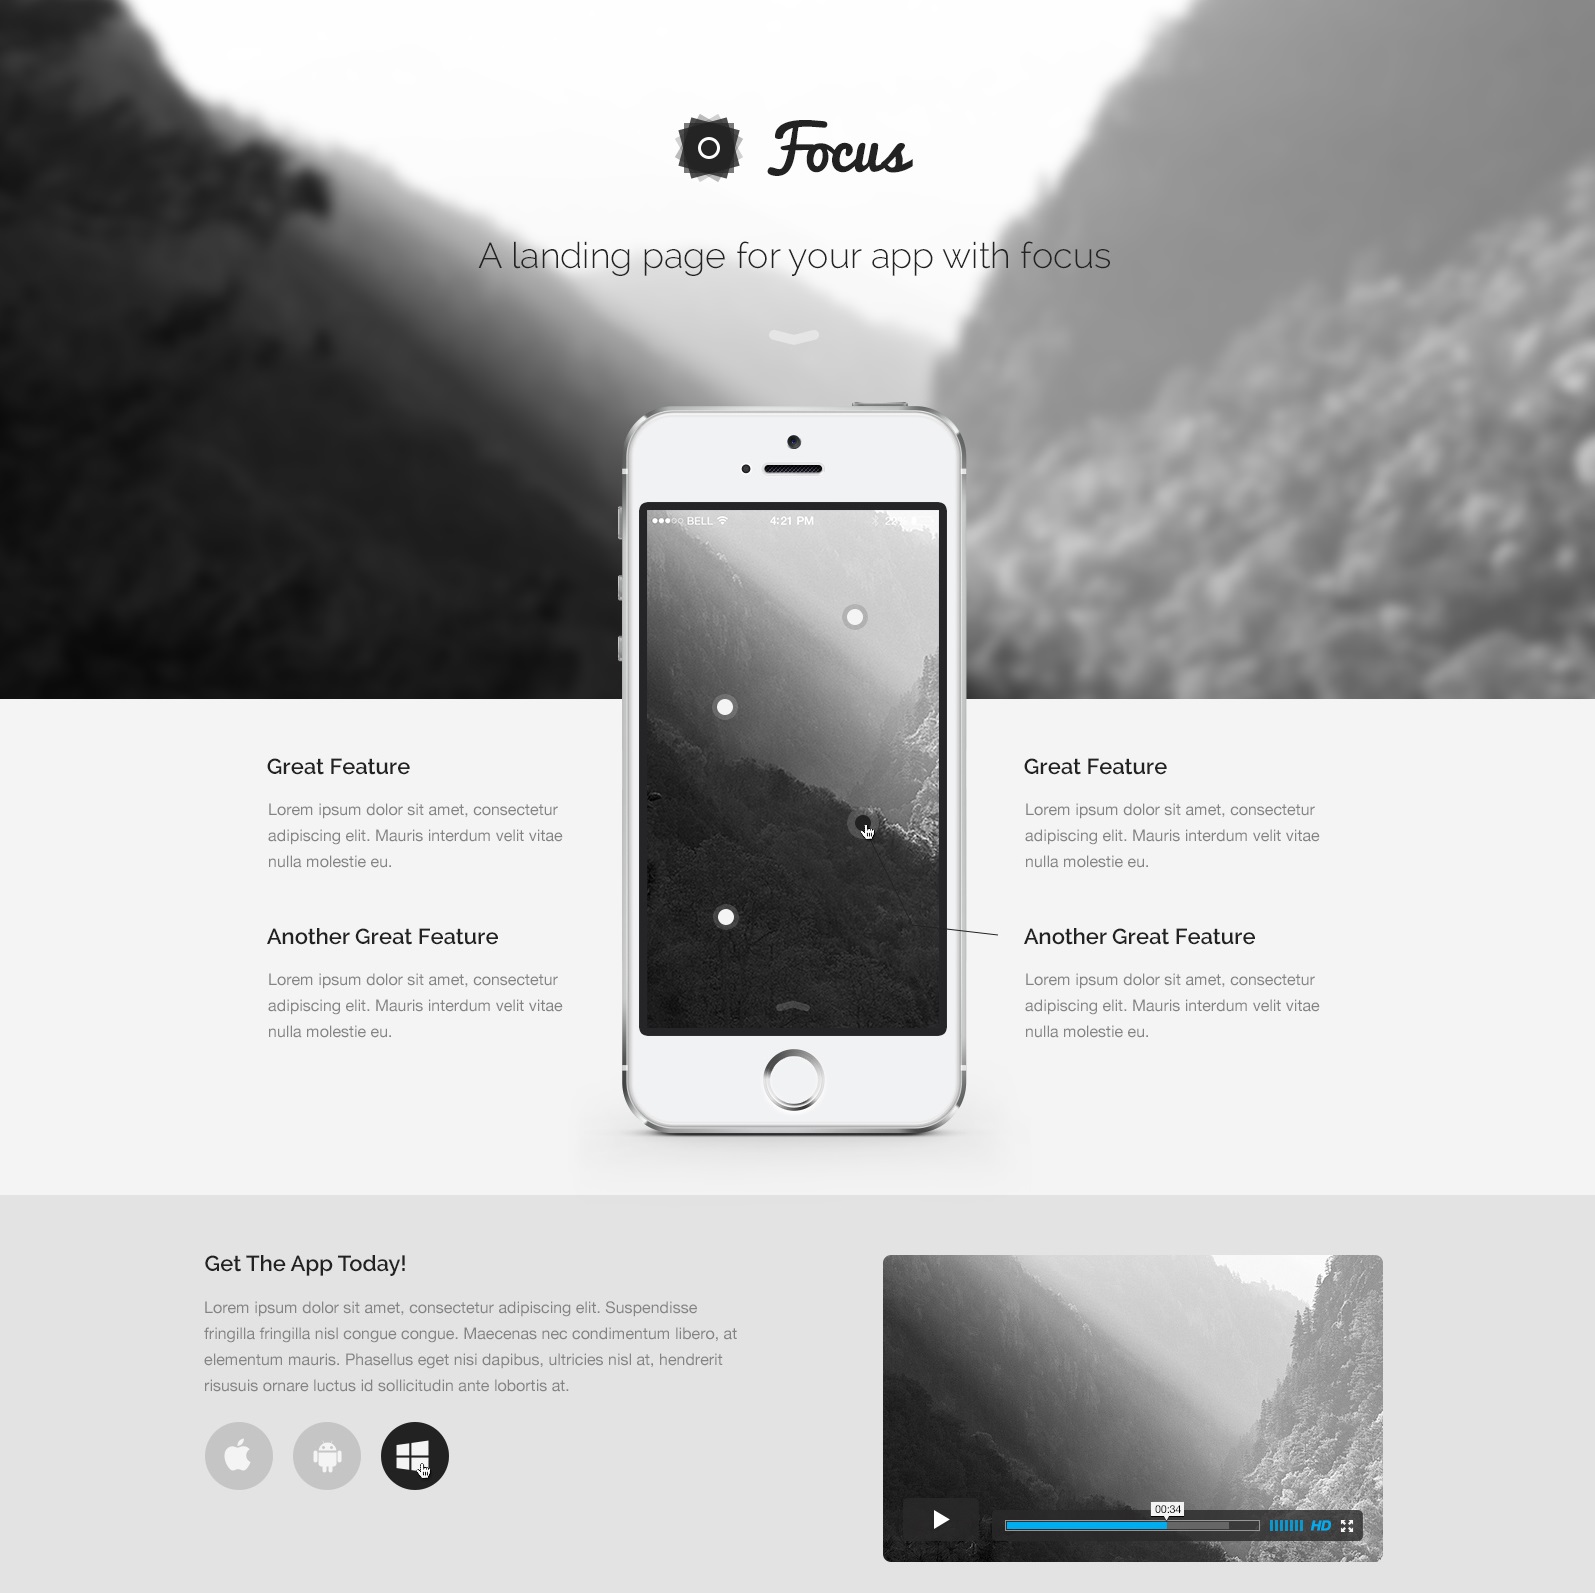 Focus
A landing page for your app with focus
BELL 4:21 PM
Great Feature
Lorem ipsum dolor sit amet, consectetur
adipiscing elit. Mauris interdum velit vitae
nulla molestie eu.
Another Great Feature
Lorem ipsum dolor sit amet, consectetur
adipiscing elit. Mauris interdum velit vitae
nulla molestie eu.
Great Feature
Lorem ipsum dolor sit amet, consectetur
adipiscing elit. Mauris interdum velit vitae
nulla molestie eu.
Another Great Feature
Lorem ipsum dolor sit amet, consectetur
adipiscing elit. Mauris interdum velit vitae
nulla molestie eu.
Get The App Today!
Lorem ipsum dolor sit amet, consectetur adipiscing elit. Suspendisse
fringilla fringilla nisl congue congue. Maecenas nec condimentum libero, at
elementum mauris. Phasellus eget nisi dapibus, ultricies nisl at, hendrerit
risusuis ornare luctus id sollicitudin ante lobortis at.
00:34
HD